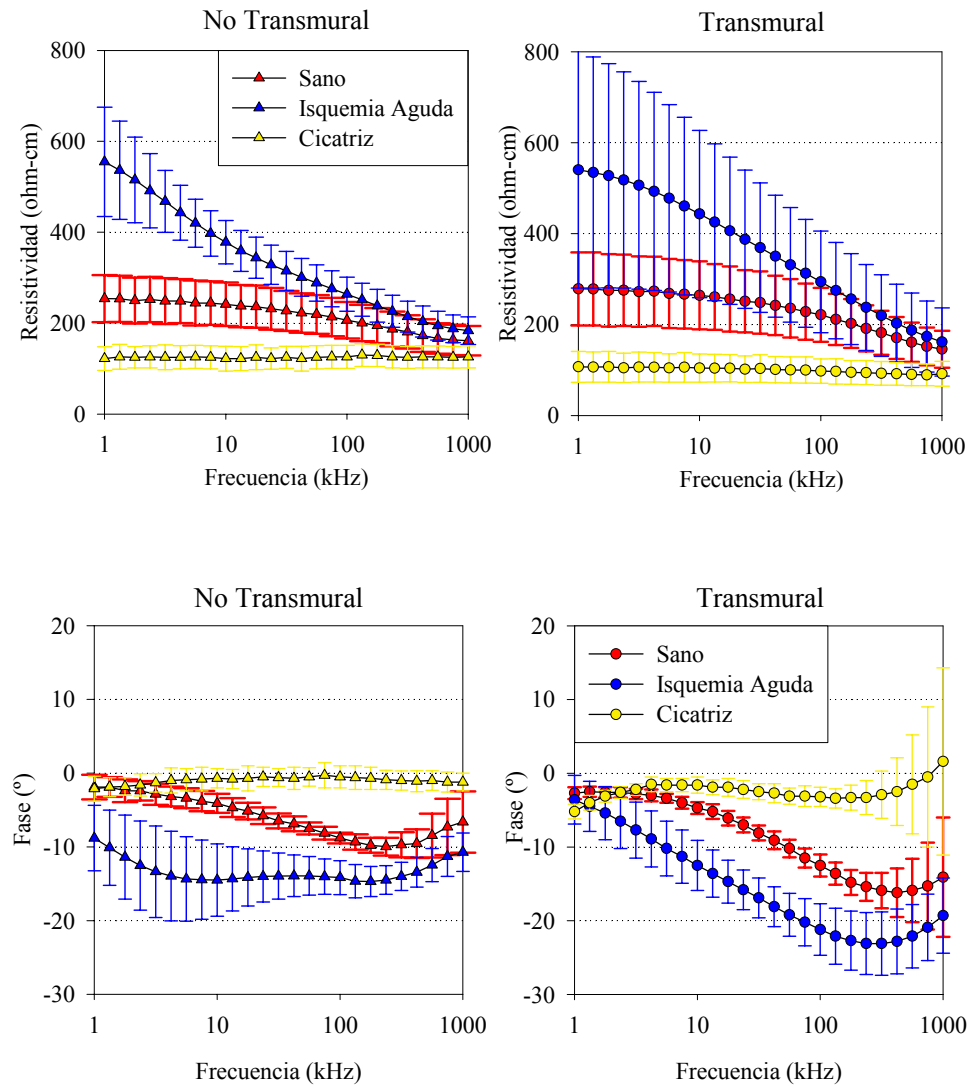 No Transmural
Resistividad (ohm-cm)
800
600
400
200
0
Sano
Isquemia Aguda
Cicatriz
1
10
100
1000
Frecuencia (kHz)
Transmural
Resistividad (ohm-cm)
800
600
400
200
0
1
10
100
1000
Frecuencia (kHz)
No Transmural
Fase (º)
20
10
0
-10
-20
-30
1
10
100
1000
Frecuencia (kHz)
Transmural
Fase (º)
20
10
0
-10
-20
-30
Sano
Isquemia Aguda
Cicatriz
1
10
100
1000
Frecuencia (kHz)